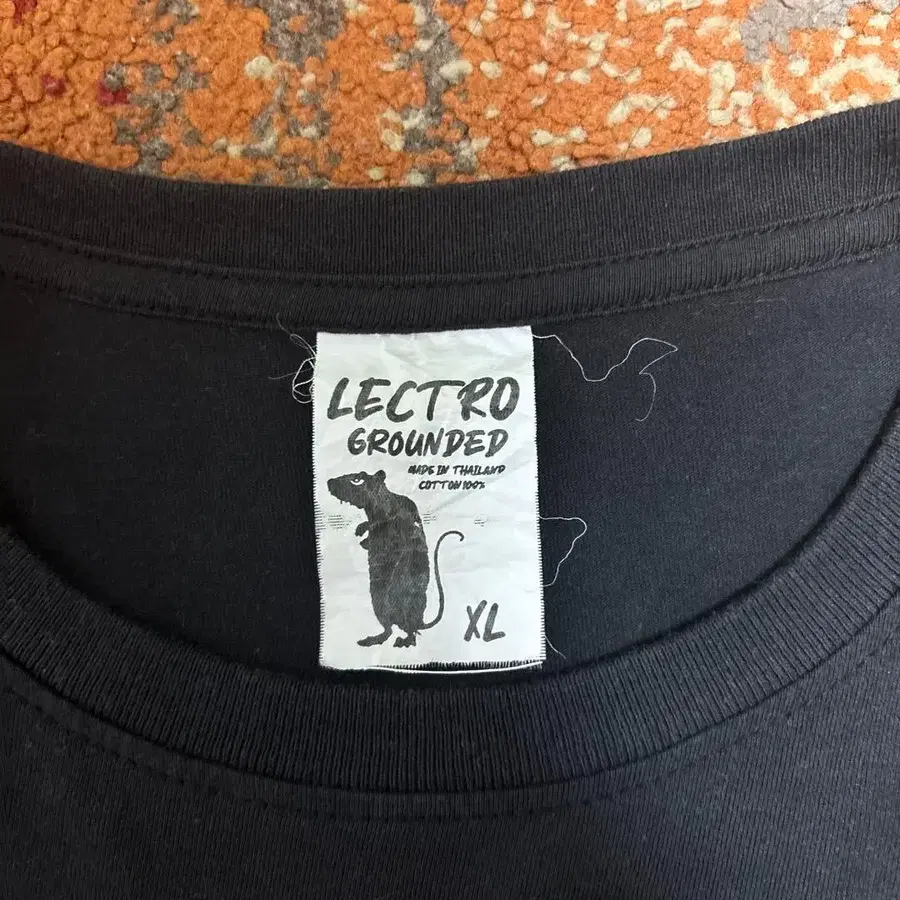 LECTRO
GROUNDED
MADE IN THAILAND
COTTON 100%
XL